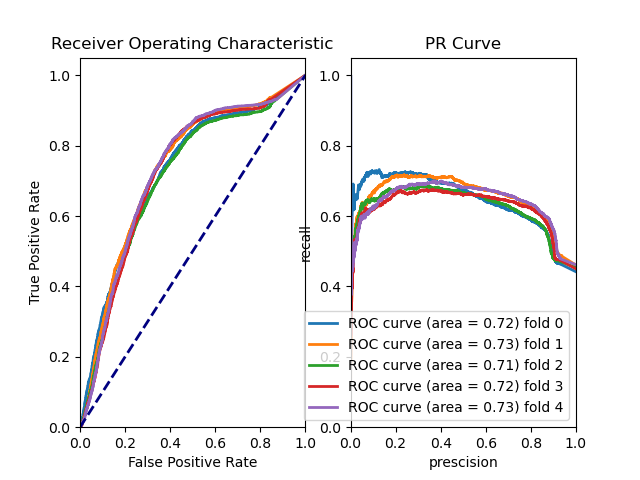 Receiver Operating Characteristic
1.0
0.8
0.6
0.4
0.2
0.0
True Positive Rate
0.0 0.2 0.4 0.6 0.8 1.0
False Positive Rate
PR Curve
1.0
0.8
0.6
0.4
0.2
0.0
recall
ROC curve (area = 0.72) fold 0
ROC curve (area = 0.73) fold 1
ROC curve (area = 0.71) fold 2
ROC curve (area = 0.72) fold 3
ROC curve (area = 0.73) fold 4
0.0 0.2 0.4 0.6 0.8 1.0
prescision